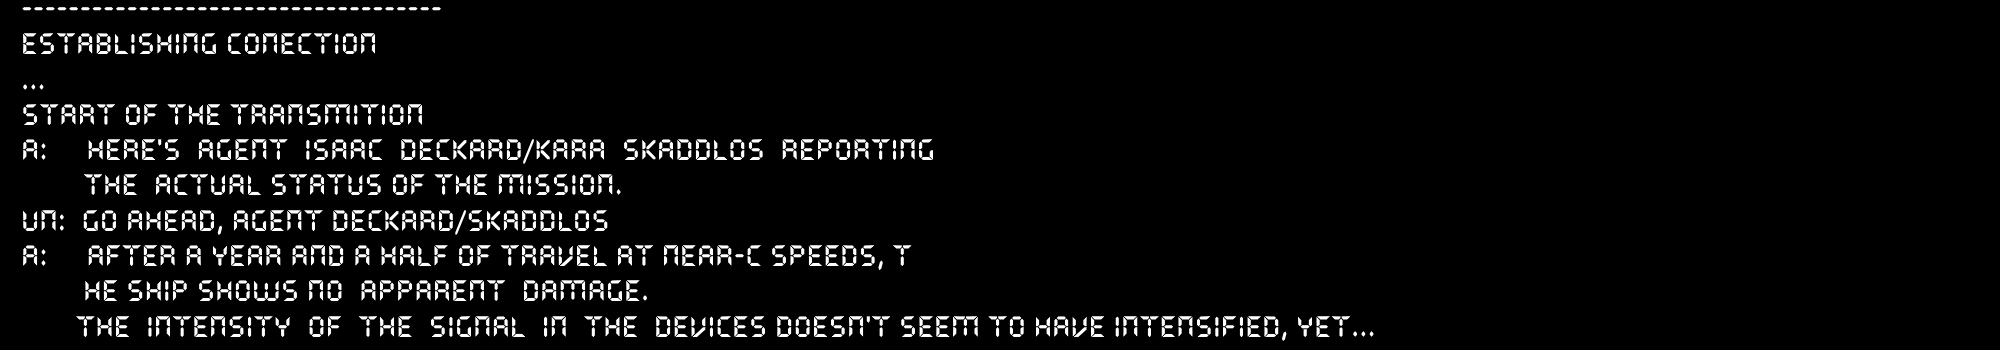 ------------------------------------
ESTABLISHING CONECTION
...
START OF THE TRANSMITION
A: HERE'S AGENT ISAAC DECKARD/KARA SKADDLOS REPORTING
THE ACTUAL STATUS OF THE MISSION.
UN: GO AHEAD, AGENT DECKARD/SKADDLOS
A: AFTER A YEAR AND A HALF OF TRAVEL AT NEAR-C SPEEDS, T
HE SHIP SHOWS NO APPARENT DAMAGE.
THE INTENSITY OF THE SIGNAL IN THE DEVICES DOESN'T SEEM TO HAVE INTENSIFIED, YET...